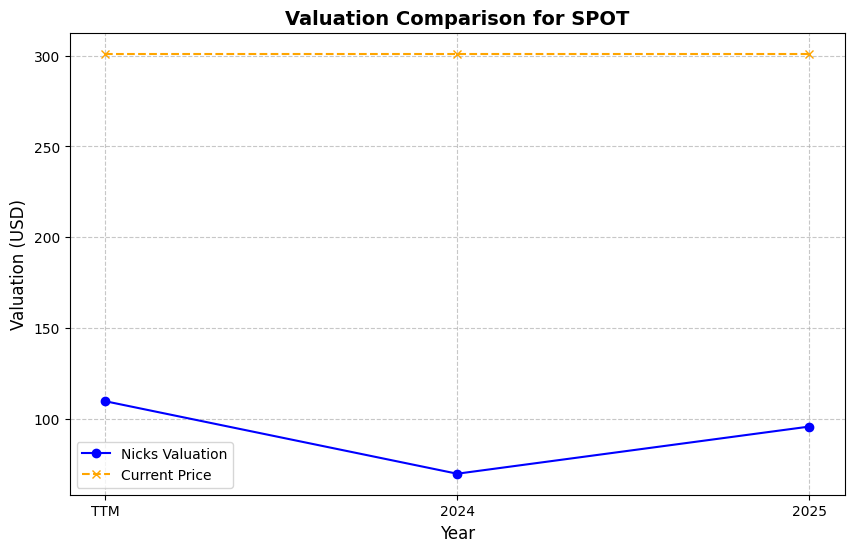 Valuation Comparison for SPOT
Valuation (USD)
300
250
200
150
100
Nicks Valuation
Current Price
TTM
2024
2025
Year